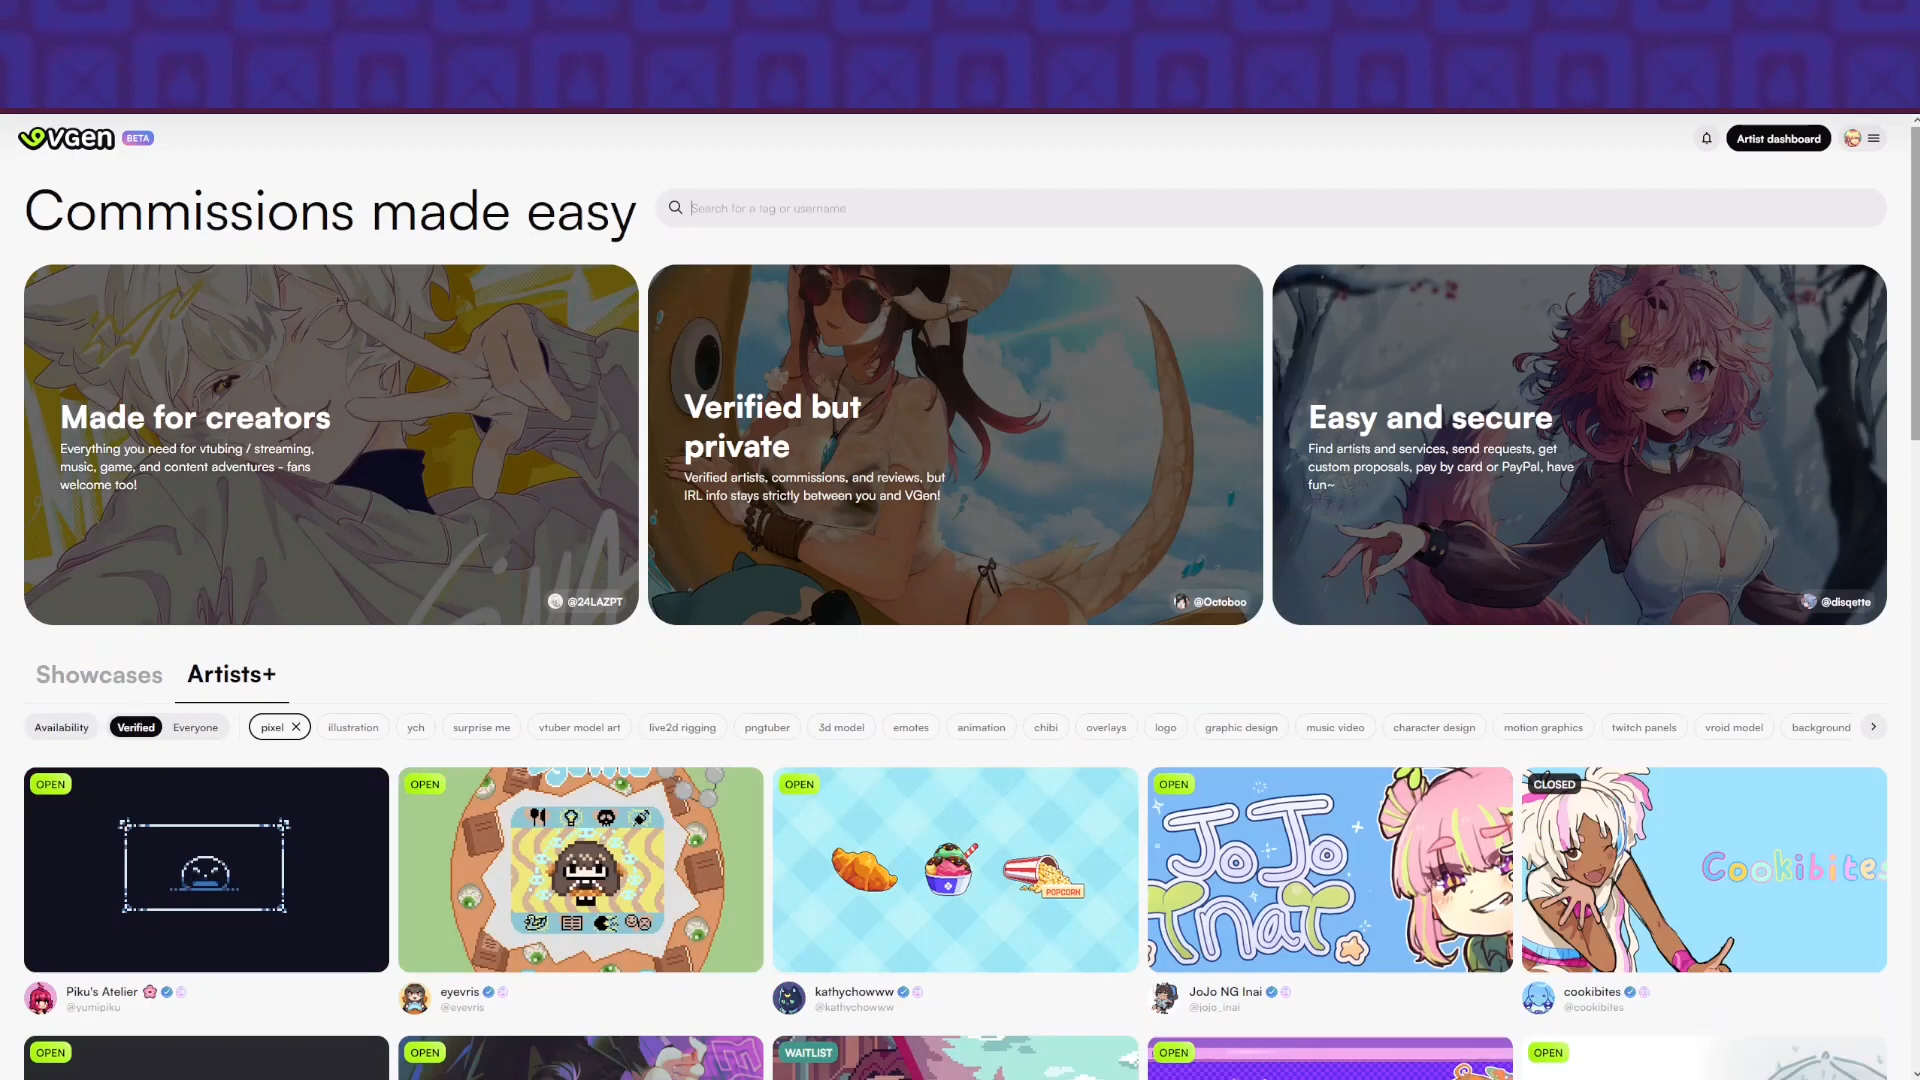 VGen BETA
Artist dashboard
Commissions made easy
Search for a tag or username
Made for creators
Everything you need for vtubing / streaming,
music, game, and content adventures - fans
welcome too!
@24LAZPT
Verified but
private
Verified artists, commissions, and reviews, but
IRL info stays strictly between you and VGen!
@Octoboo
Easy and secure
Find artists and services, send requests, get
custom proposals, pay by card or PayPal, have
fun~
@disqette
Showcases Artists+
Availability Verified Everyone pixel illustration ych surprise me vtuber model art live2d rigging pngtuber 3d model emotes animation chibi overlays logo graphic design music video character design motion graphics twitch panels vroid model background
OPEN
OPEN
OPEN
POPCORN
OPEN
JoJo
Inai
CLOSED
Cookibites
Piku's Atelier
@yumipiku
eyevris
@eyevris
kathychowww
@kathychowww
JoJo NG Inai
@jojo_inai
cookibites
@cookibites
OPEN
OPEN
WAITLIST
OPEN
OPEN